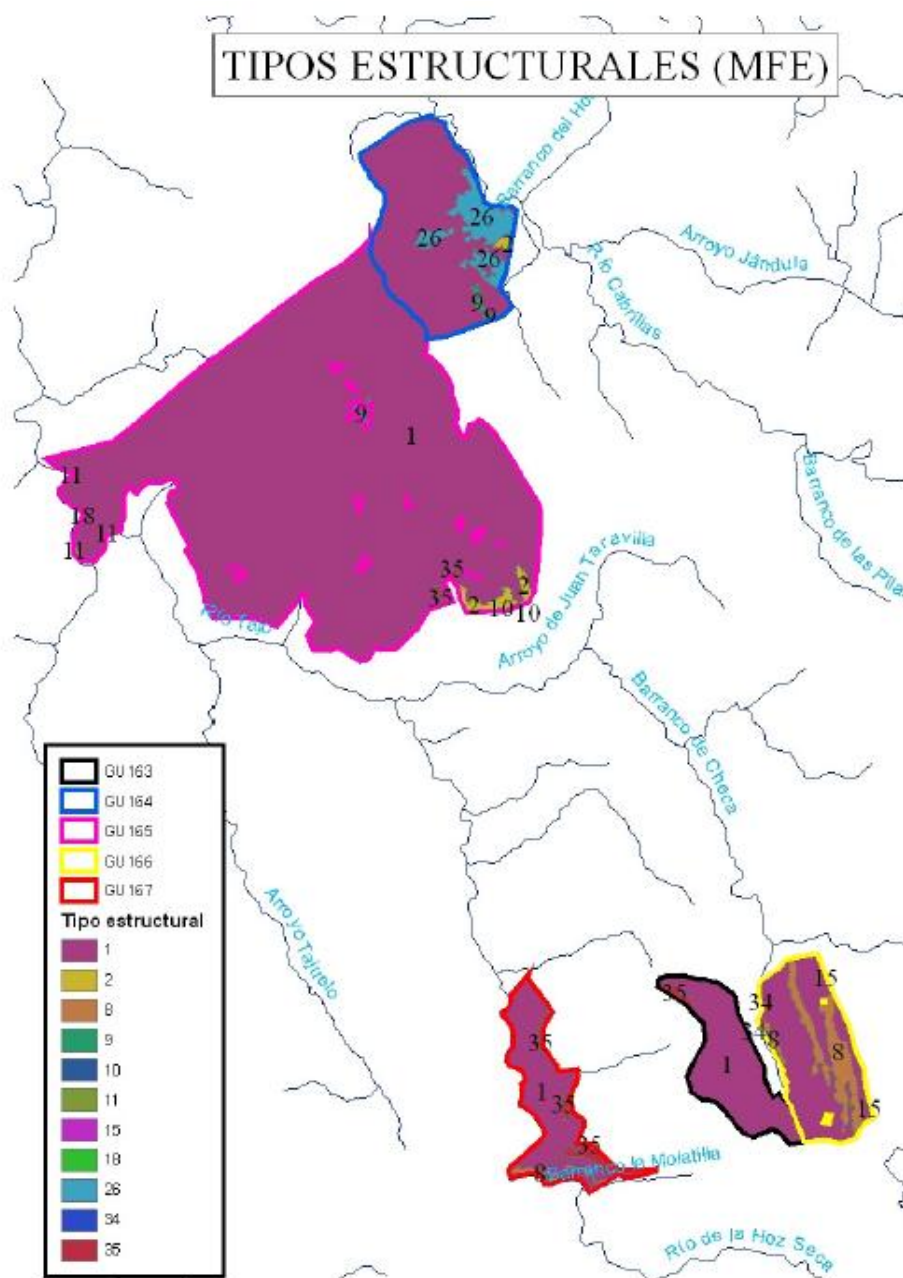 TIPOS ESTRUCTURALES (MFE)
Barranco del Ho
26
26
26
2
9
9
Arroyo Jándula
Río Cabrillas
9
1
11
18
11
11
Barranco de las Pila
35
35
2
2
10
10
Arroyo de Juan Taravilla
Río Tajo
Barranco de Checa
GU 163
GU 164
GU 165
GU 166
GU 167
Tipo estructural
1
2
8
9
10
11
15
18
26
34
35
Arroyo Tajuelo
35
34
15
34
8
8
35
1
1
35
15
35
8
Barranco la Molatilla
Río de la Hoz Seca